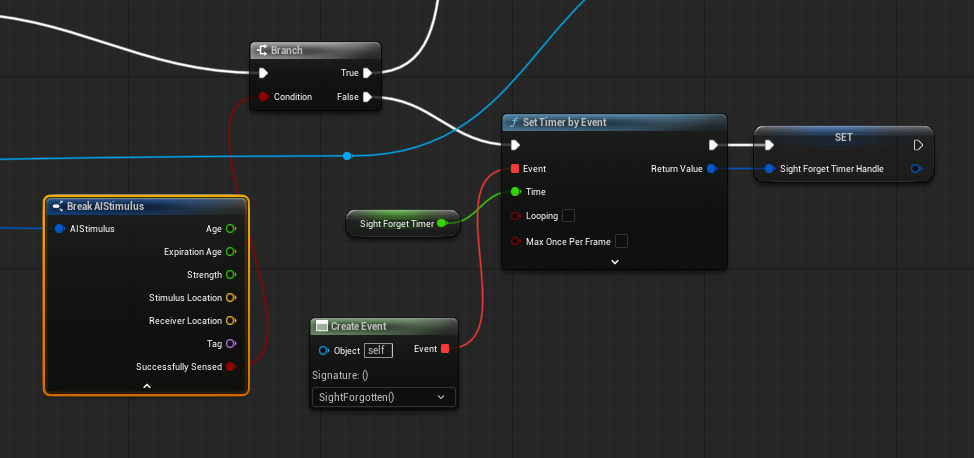 Branch
True
Condition
False
Set Timer by Event
Event
Return Value
Time
Looping
Max Once Per Frame
SET
Sight Forget Timer Handle
Sight Forget Timer
Break AIStimulus
AIStimulus
Age
Expiration Age
Strength
Stimulus Location
Receiver Location
Tag
Successfully Sensed
Create Event
Object self
Event
Signature: ()
SightForgotten()